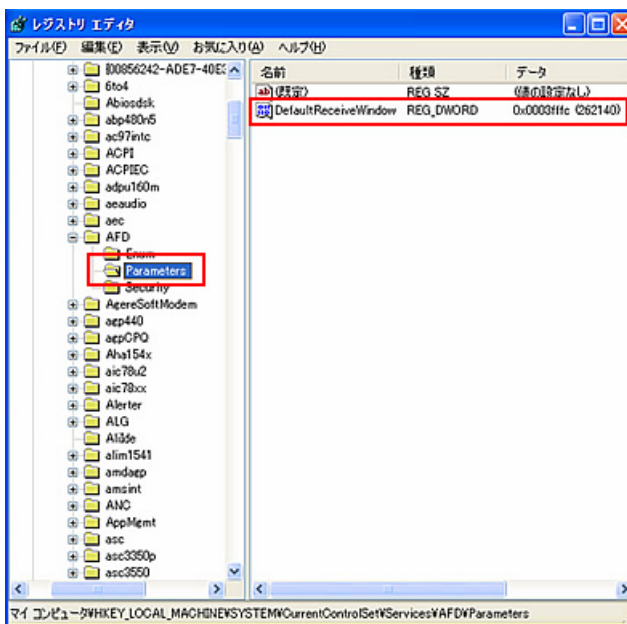 レジストリ エディタ
ファイル(F) 編集(E) 表示(V) お気に入り(A) ヘルプ(H)
6to4
Abiosdsk
abp480n5
ac97intc
ACPI
ACPIEC
adpu160m
aeaudio
aec
AFD
Enum
Parameters
Security
AgereSoftModem
agp440
agpCPQ
Aha154x
aic78u2
aic78xx
Alerter
ALG
AliIde
alim1541
amdagp
amsint
ANC
AppMgmt
asc
asc3350p
asc3550
名前 種類 データ
(既定) REG_SZ (値の設定なし)
DefaultReceiveWindow REG_DWORD 0x0003fffc (262140)
マイ コンピュータ¥HKEY_LOCAL_MACHINE¥SYSTEM¥CurrentControlSet¥Services¥AFD¥Parameters